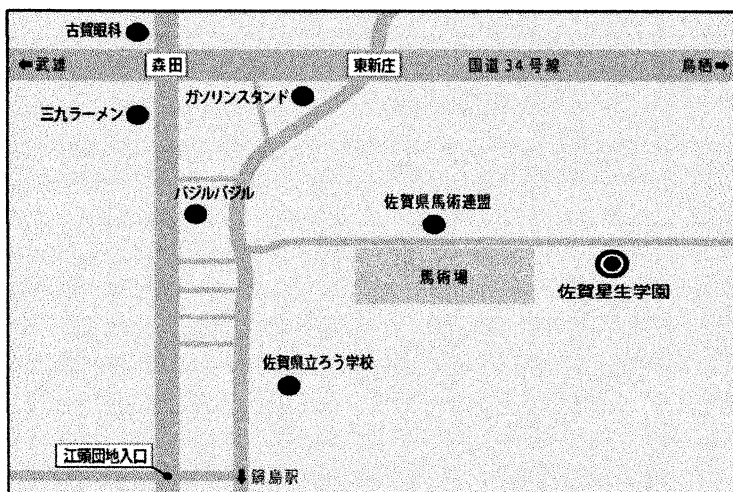 古賀眼科
←武雄
森田
東新庄
国道34号線
鳥栖→
ガソリンスタンド
三九ラーメン
バジルバジル
佐賀県馬術連盟
馬術場
佐賀星生学園
佐賀県立ろう学校
江頭団地入口
鍋島駅